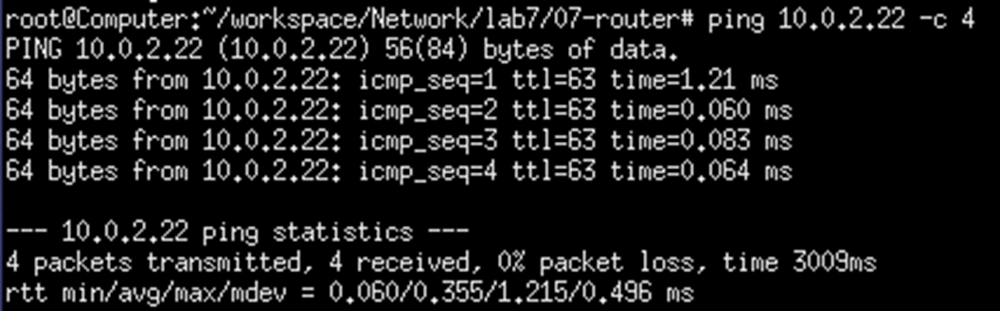 root@Computer:~/workspace/Network/lab7/07-router# ping 10.0.2.22 -c 4
PING 10.0.2.22 (10.0.2.22) 56(84) bytes of data.
64 bytes from 10.0.2.22: icmp_seq=1 ttl=63 time=1.21 ms
64 bytes from 10.0.2.22: icmp_seq=2 ttl=63 time=0.060 ms
64 bytes from 10.0.2.22: icmp_seq=3 ttl=63 time=0.083 ms
64 bytes from 10.0.2.22: icmp_seq=4 ttl=63 time=0.064 ms
--- 10.0.2.22 ping statistics ---
4 packets transmitted, 4 received, 0% packet loss, time 3009ms
rtt min/avg/max/mdev = 0.060/0.355/1.215/0.496 ms